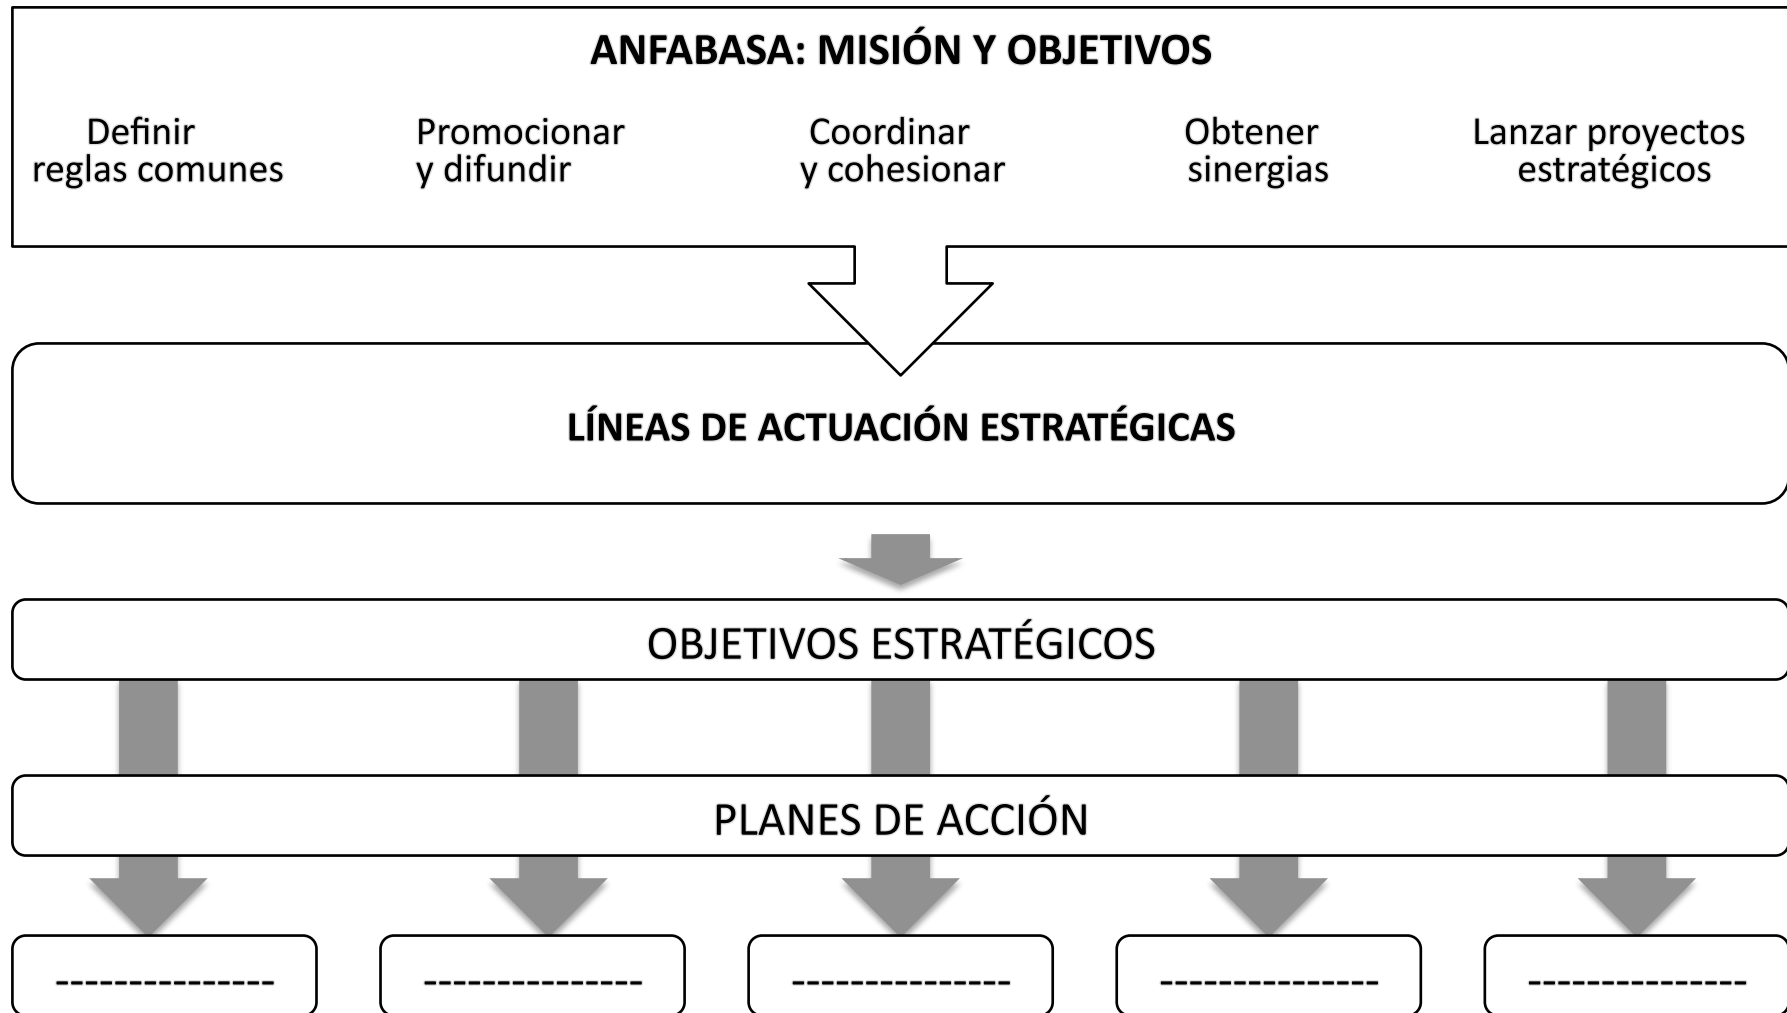 ANFABASA: MISIÓN Y OBJETIVOS
Definir
reglas comunes
Promocionar
y difundir
Coordinar
y cohesionar
Obtener
sinergias
Lanzar proyectos
estratégicos
LÍNEAS DE ACTUACIÓN ESTRATÉGICAS
OBJETIVOS ESTRATÉGICOS
PLANES DE ACCIÓN
---------------
---------------
---------------
---------------
---------------